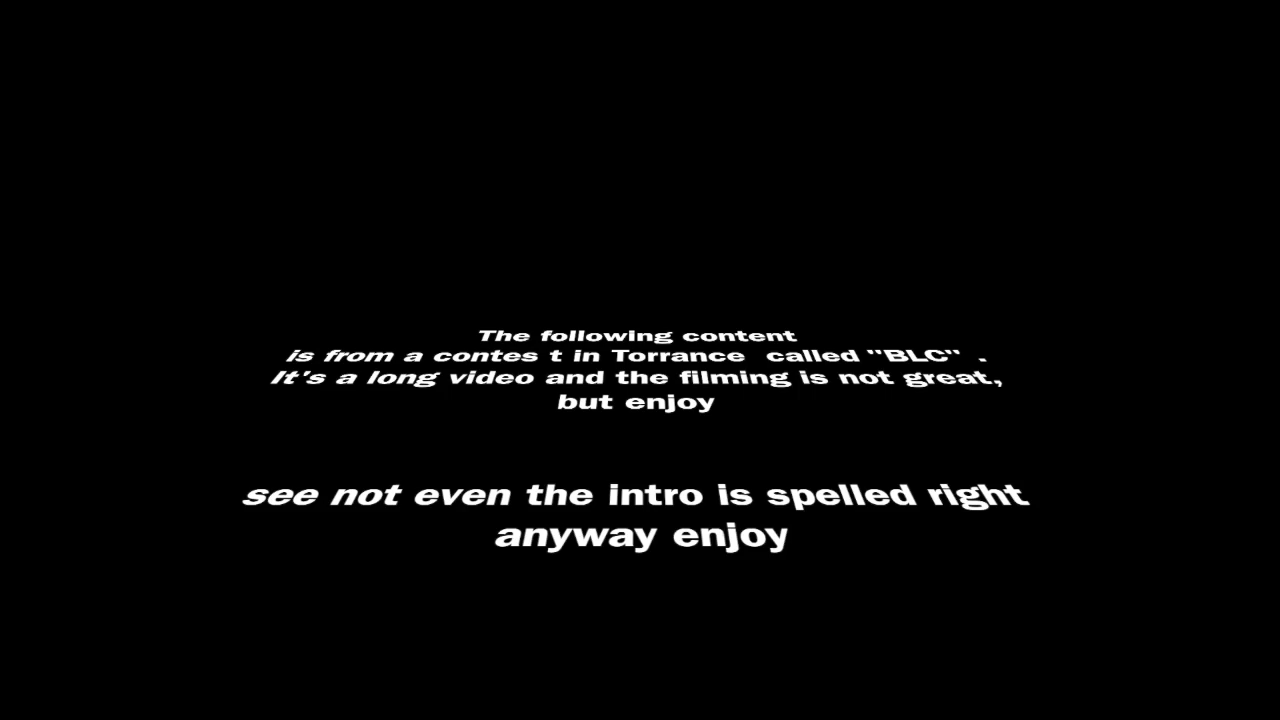 The following content
is from a contes t in Torrance called "BLC" .
It's a long video and the filming is not great,
but enjoy
see not even the intro is spelled right
anyway enjoy